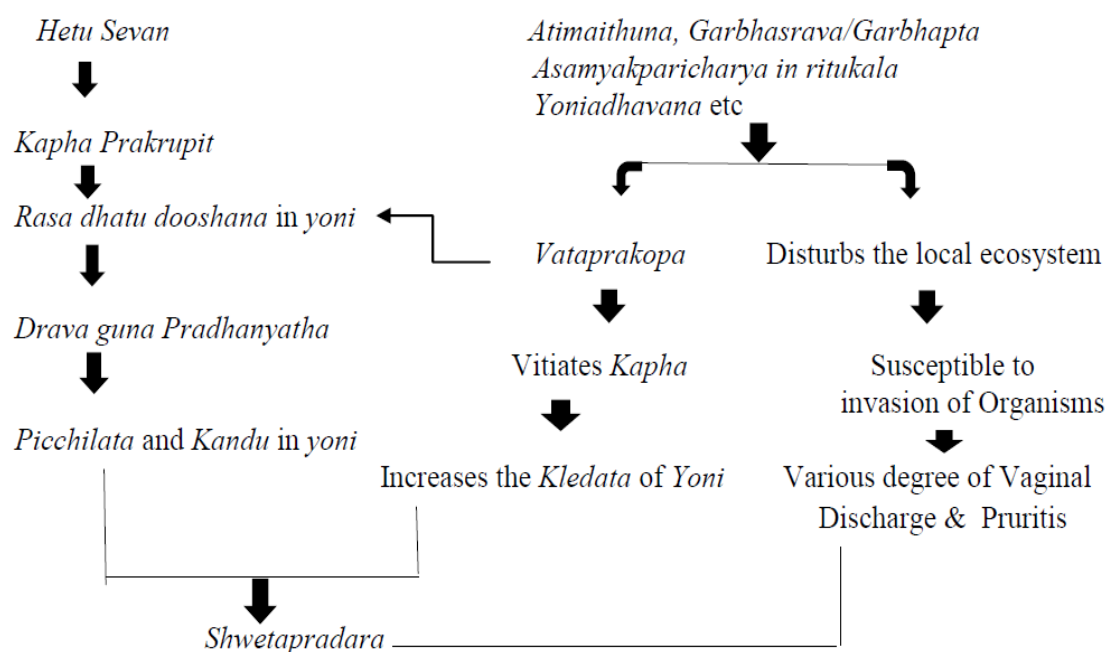 Hetu Sevan
Atimaithuna, Garbhasrava/Garbhapta
Asamyakparicharya in ritukala
Yoniadhavana etc
Kapha Prakrupit
Rasa dhatu dooshana in yoni
Vataprakopa
Disturbs the local ecosystem
Drava guna Pradhanyatha
Vitiates Kapha
Susceptible to
invasion of Organisms
Picchilata and Kandu in yoni
Increases the Kledata of Yoni
Various degree of Vaginal
Discharge & Pruritis
Shwetapradara